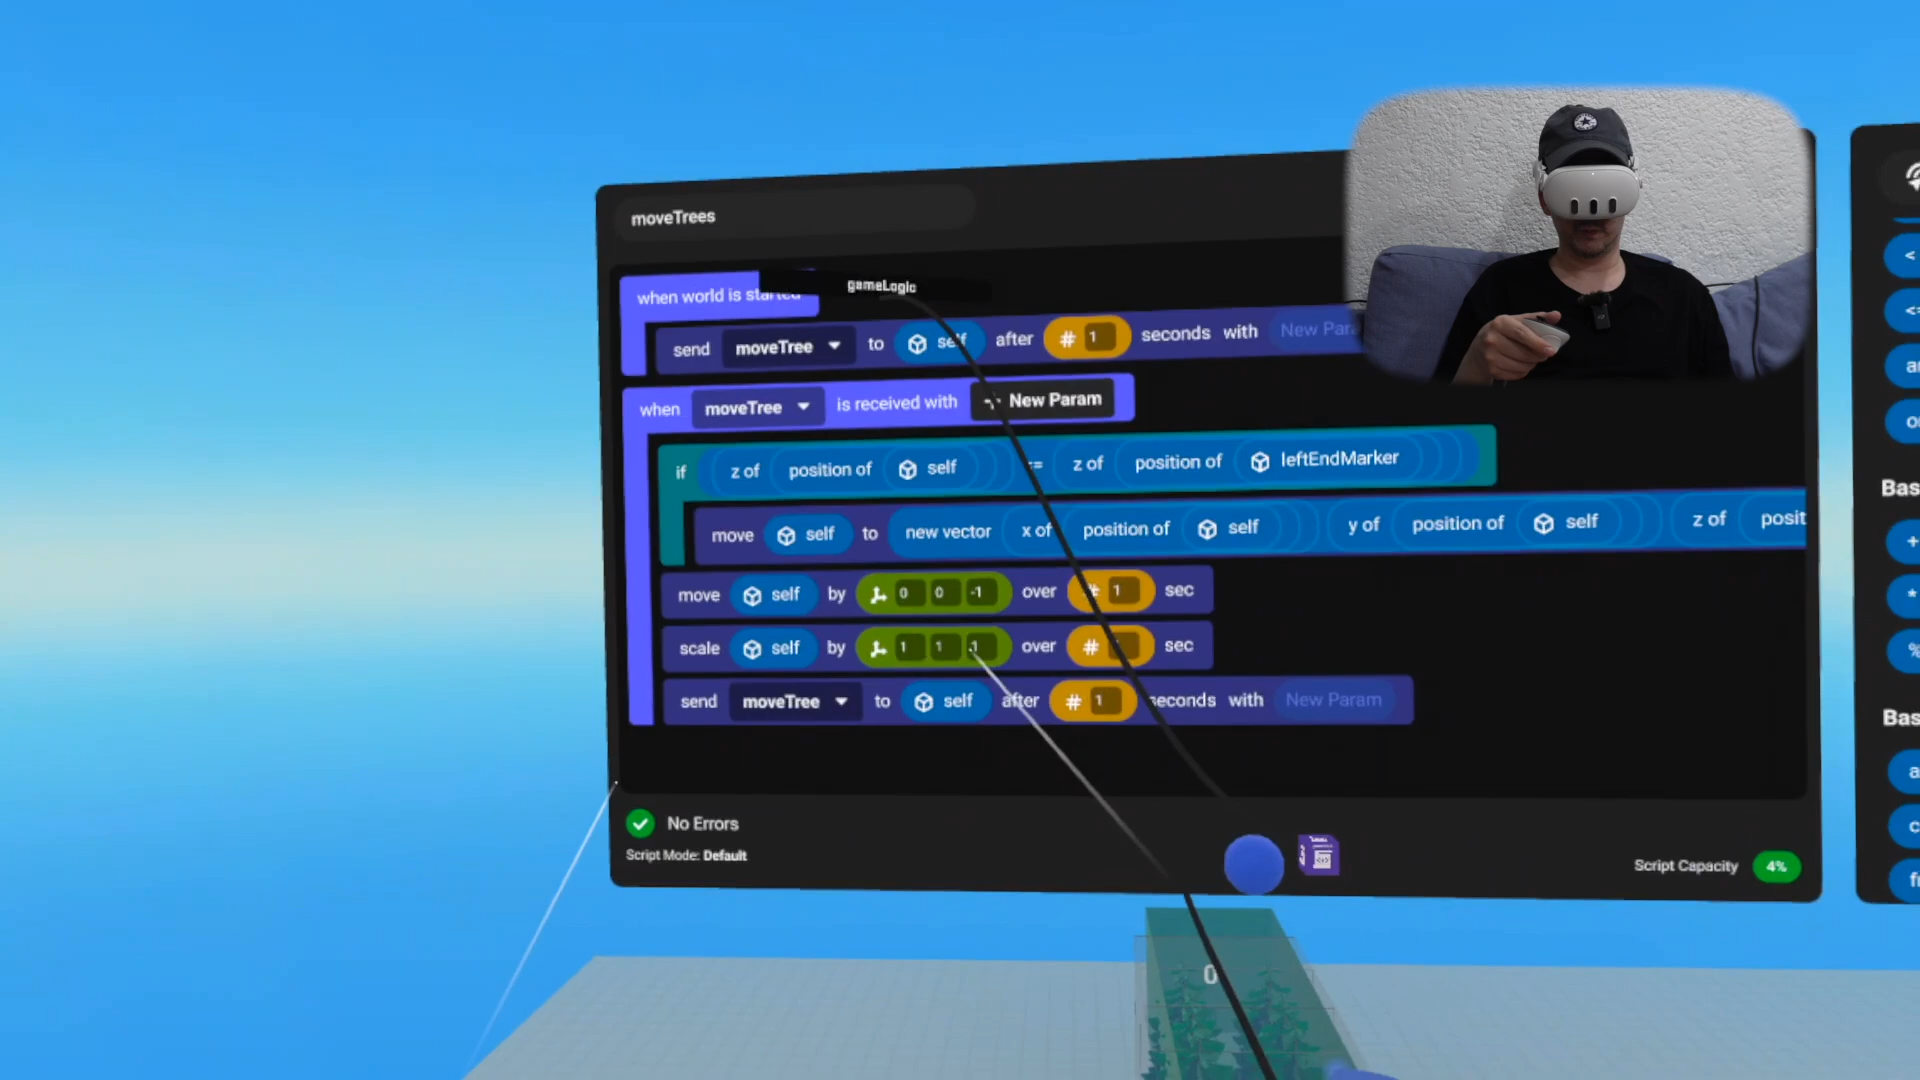 moveTrees
gameLogic
when world is started
send moveTree to self after # 1 seconds with New Para
when moveTree is received with New Param
if z of position of self = z of position of leftEndMarker
move self to new vector x of position of self y of position of self z of posit
move self by 0 0 -1 over # 1 sec
scale self by 1 1 1 over # sec
send moveTree to self after # 1 seconds with New Param
No Errors
Script Mode: Default
Script Capacity 4%
0
<
<=
Bas
+
*
%
Bas